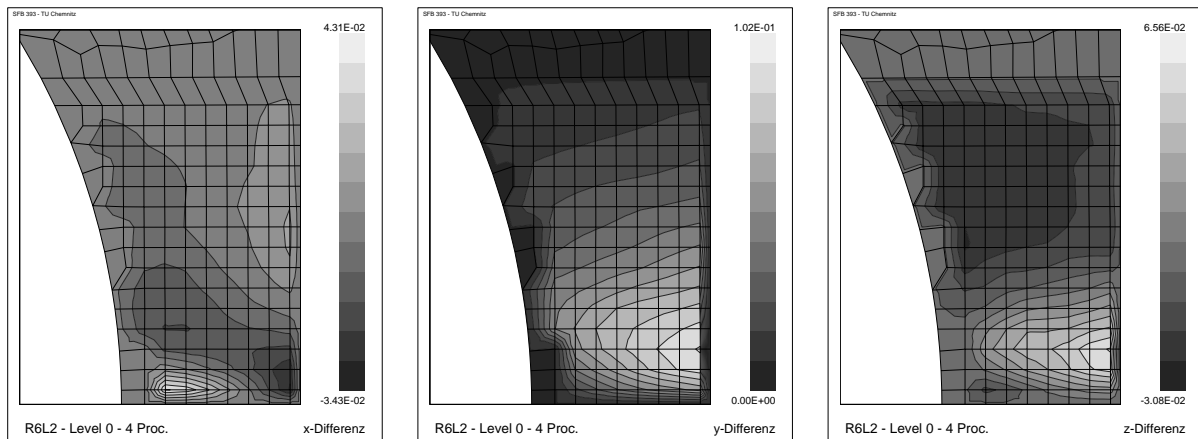 SFB 393 - TU Chemnitz
4.31E-02
-3.43E-02
R6L2 - Level 0 - 4 Proc.
x-Differenz
SFB 393 - TU Chemnitz
1.02E-01
0.00E+00
R6L2 - Level 0 - 4 Proc.
y-Differenz
SFB 393 - TU Chemnitz
6.56E-02
-3.08E-02
R6L2 - Level 0 - 4 Proc.
z-Differenz